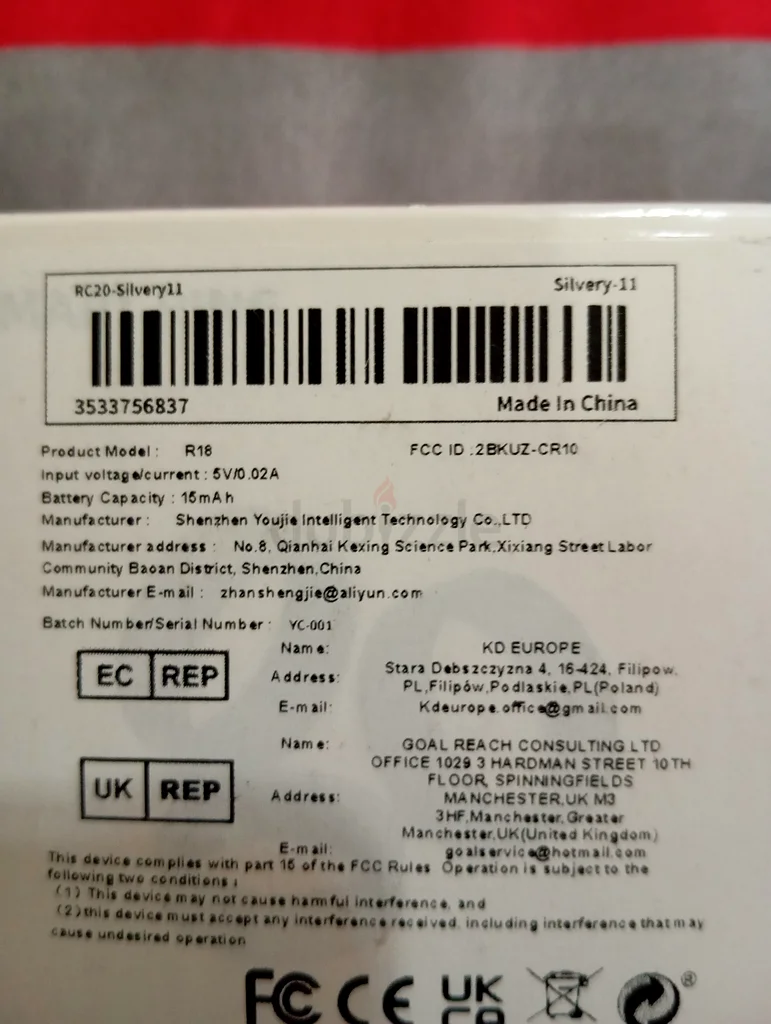 RC20-Silvery11 Silvery-11
3533756837 Made In China
Product Model : R18 FCC ID :2BKUZ-CR10
Input voltage/current : 5V/0.02A
Battery Capacity : 15mAh
Manufacturer : Shenzhen Youjie Intelligent Technology Co.,LTD
Manufacturer address : No.8, Qianhai Kexing Science Park,Xixiang Street Labor
Community Baoan District, Shenzhen,China
Manufacturer E-mail : zhanshengjie@aliyun.com
Batch Number/Serial Number : YC-001
EC REP
Name: KD EUROPE
Address: Stara Debszczyzna 4, 16-424, Filipow,
PL,Filipów,Podlaskie,PL(Poland)
E-mail: Kdeurope.office@gmail.com
UK REP
Name: GOAL REACH CONSULTING LTD
Address: OFFICE 1029 3 HARDMAN STREET 10TH
FLOOR, SPINNINGFIELDS
MANCHESTER,UK M3
3HF,Manchester,Greater
Manchester,UK(United Kingdom)
E-mail: goalservice@hotmail.com
This device complies with part 15 of the FCC Rules Operation is subject to the
following two conditions :
(1) This device may not cause harmful interference, and
(2)this device must accept any interference received, including interference that may
cause undesired operation
FC CE UK
CA